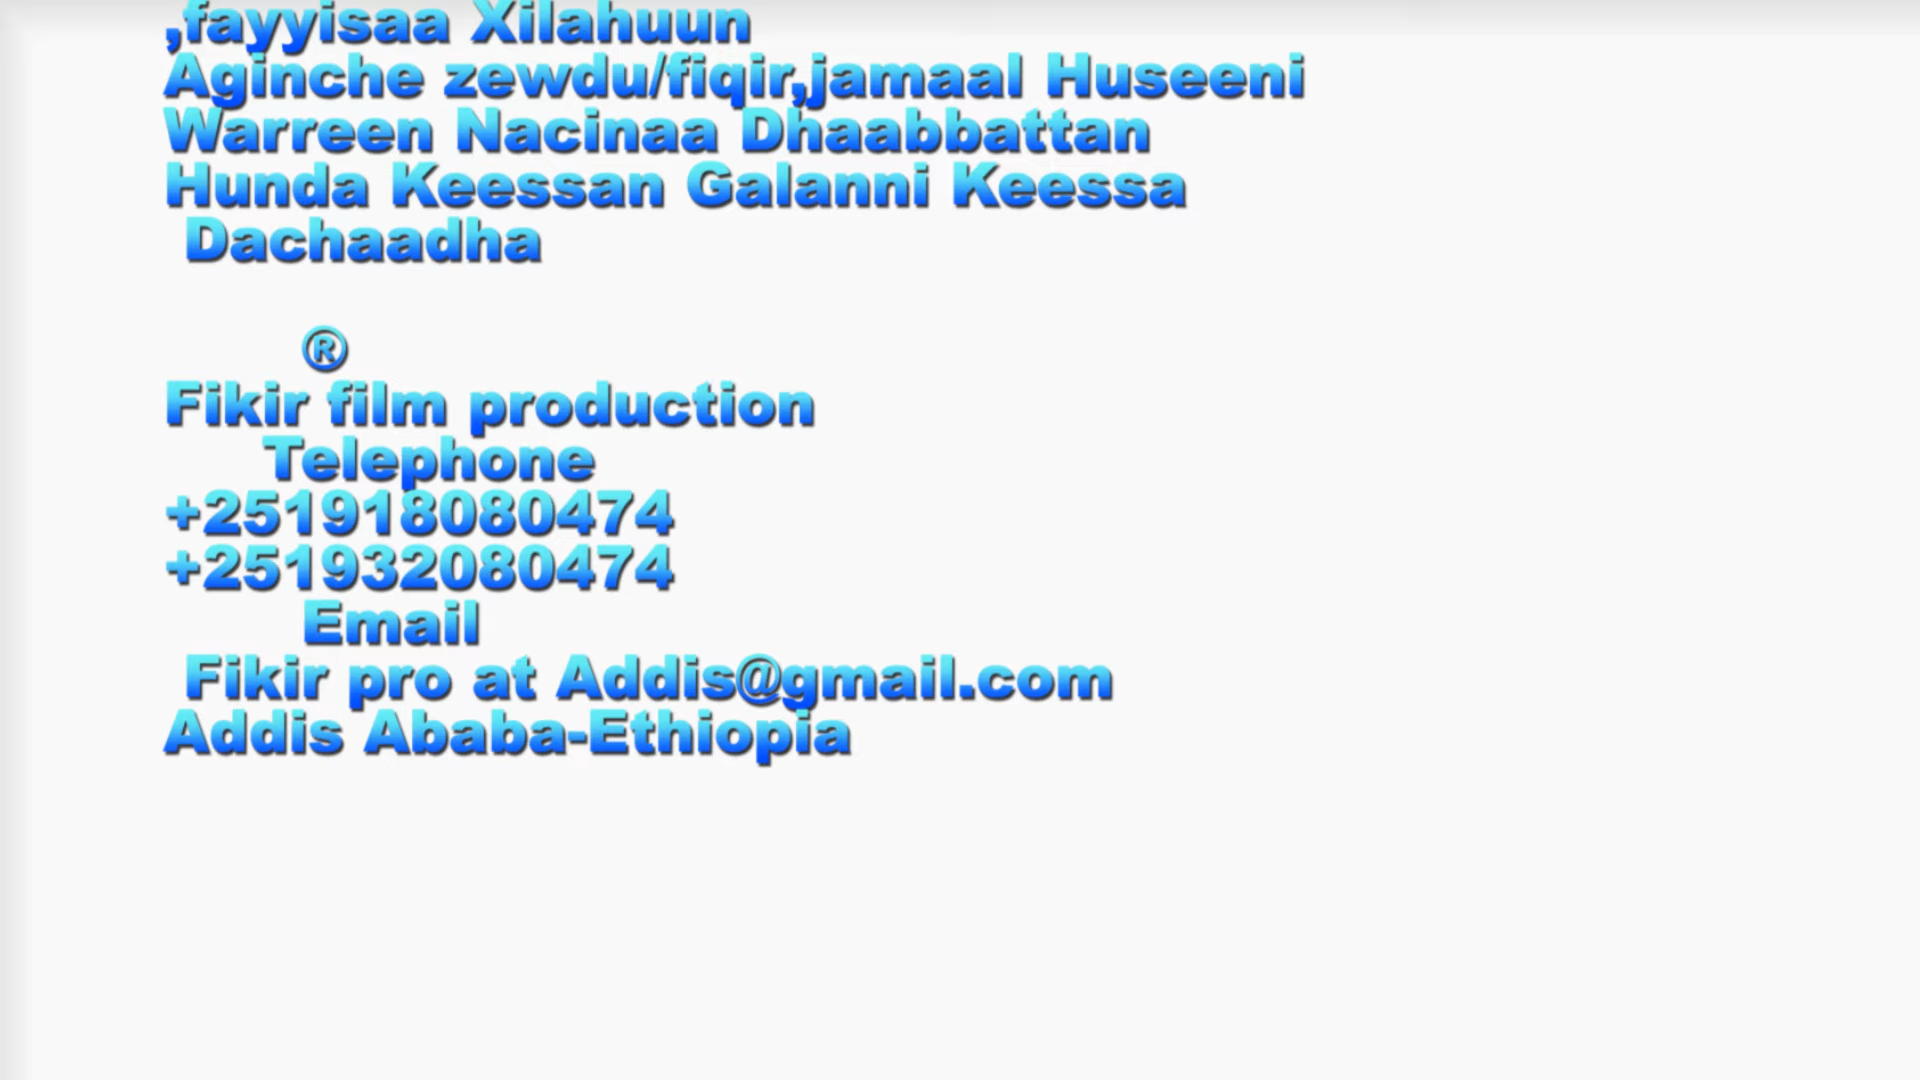 ,fayyisaa Xilahuun
Aginche zewdu/fiqir,jamaal Huseeni
Warreen Nacinaa Dhaabbattan
Hunda Keessan Galanni Keessa
Dachaadha
®
Fikir film production
Telephone
+251918080474
+251932080474
Email
Fikir pro at Addis@gmail.com
Addis Ababa-Ethiopia